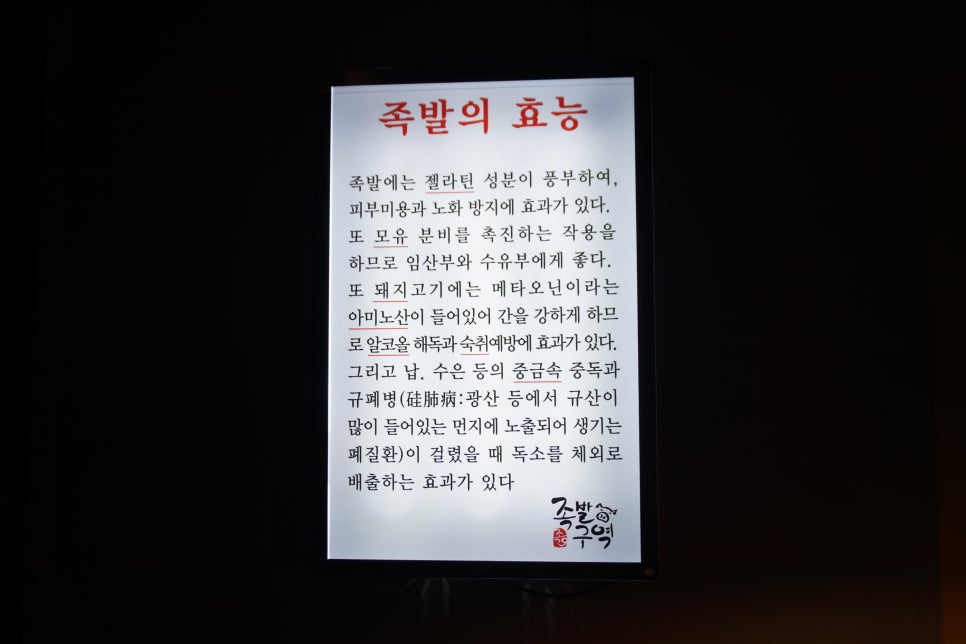 족발의 효능
족발에는 젤라틴 성분이 풍부하여,
피부미용과 노화 방지에 효과가 있다.
또 모유 분비를 촉진하는 작용을
하므로 임산부와 수유부에게 좋다.
또 돼지고기에는 메타오닌이라는
아미노산이 들어있어 간을 강하게 하므
로 알코올 해독과 숙취예방에 효과가 있다.
그리고 납. 수은 등의 중금속 중독과
규폐병(硅肺病:광산 등에서 규산이
많이 들어있는 먼지에 노출되어 생기는
폐질환)이 걸렸을 때 독소를 체외로
배출하는 효과가 있다
족발
구역